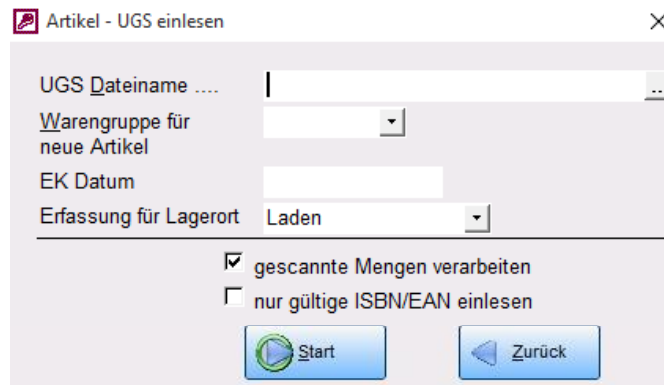 Artikel - UGS einlesen
UGS Dateiname ....
...
Warengruppe für
neue Artikel
EK Datum
Erfassung für Lagerort
Laden
gescannte Mengen verarbeiten
nur gültige ISBN/EAN einlesen
Start
Zurück